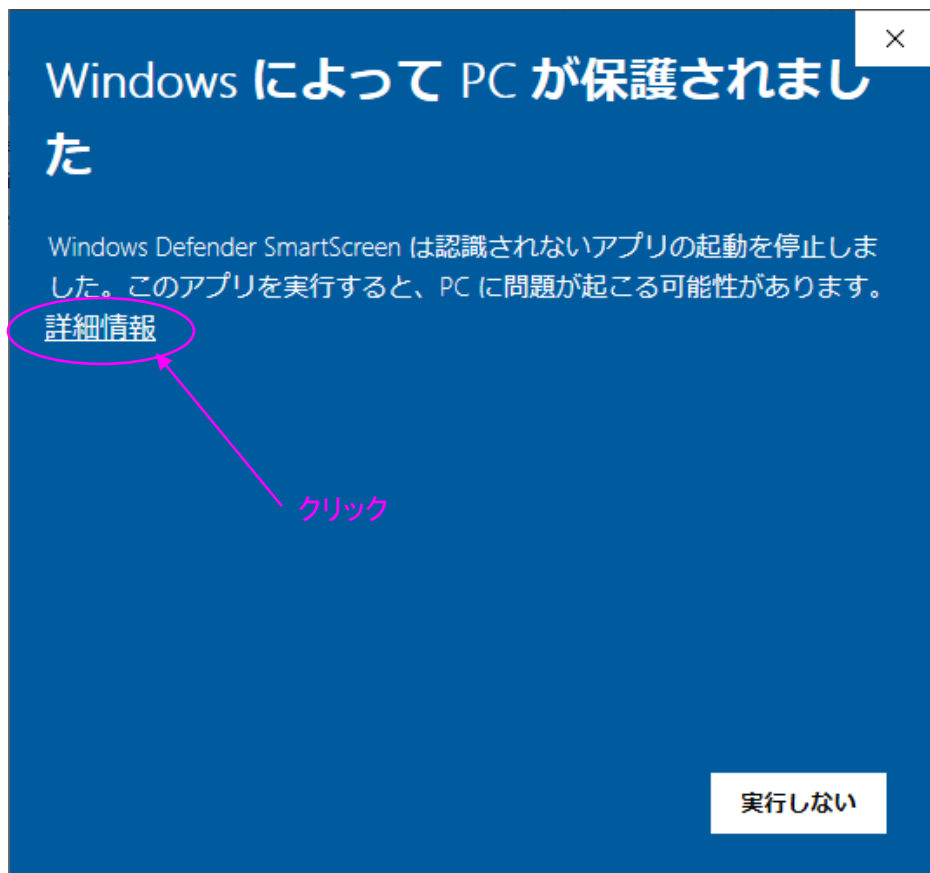 Windows によって PC が保護されまし
た
Windows Defender SmartScreen は認識されないアプリの起動を停止しま
した。このアプリを実行すると、PC に問題が起こる可能性があります。
詳細情報
クリック
実行しない